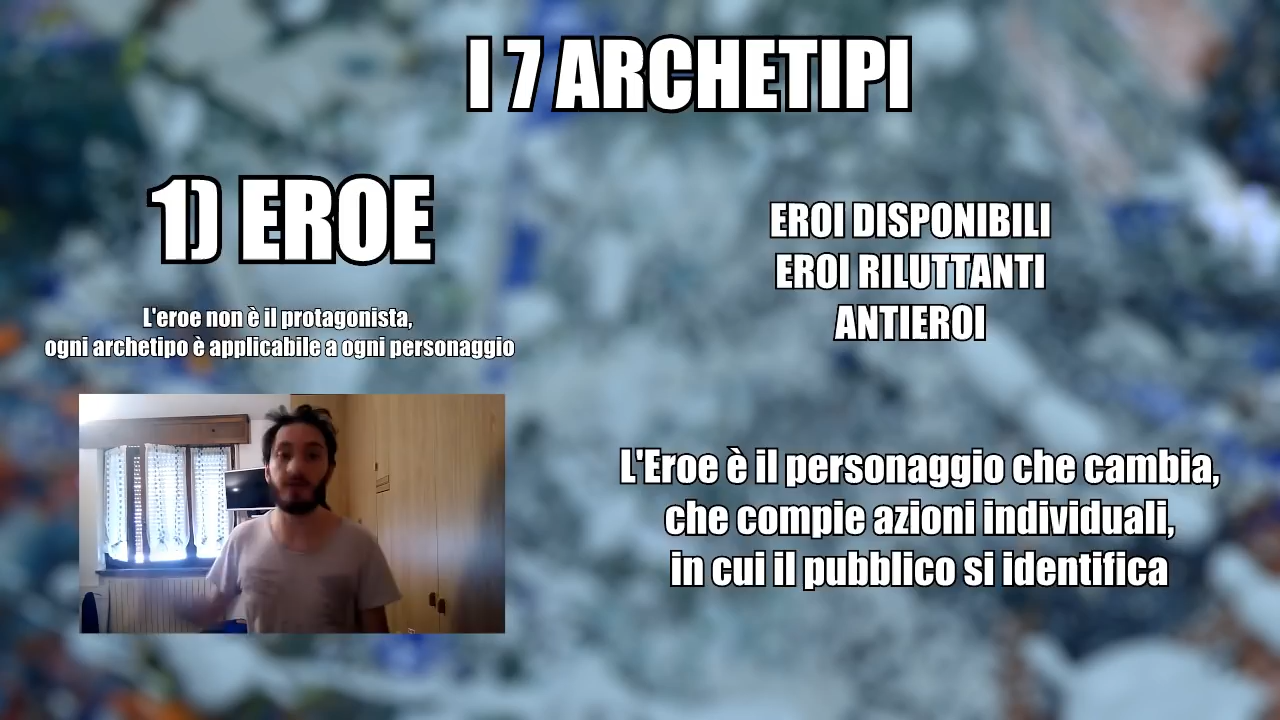 I 7 ARCHETIPI
1) EROE
L'eroe non è il protagonista,
ogni archetipo è applicabile a ogni personaggio
EROI DISPONIBILI
EROI RILUTTANTI
ANTIEROI
L'Eroe è il personaggio che cambia,
che compie azioni individuali,
in cui il pubblico si identifica